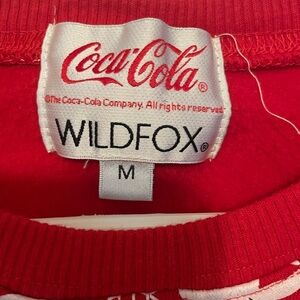 Coca-Cola®
©The Coca-Cola Company. All rights reserved
WILDFOX®
M